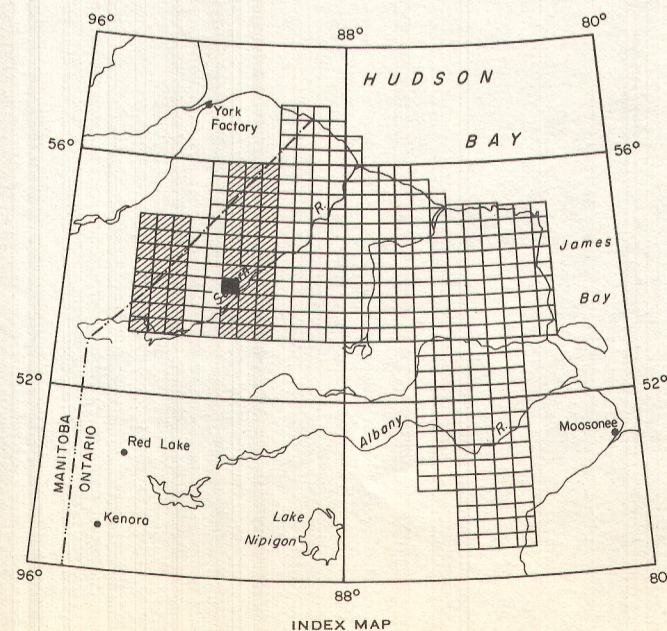 96°
88°
80°
HUDSON
York
Factory
BAY
56°
56°
R.
James
Severn
Bay
52°
52°
MANITOBA
ONTARIO
Red Lake
Albany
R.
Moosonee
Kenora
Lake
Nipigon
96°
88°
80
INDEX MAP